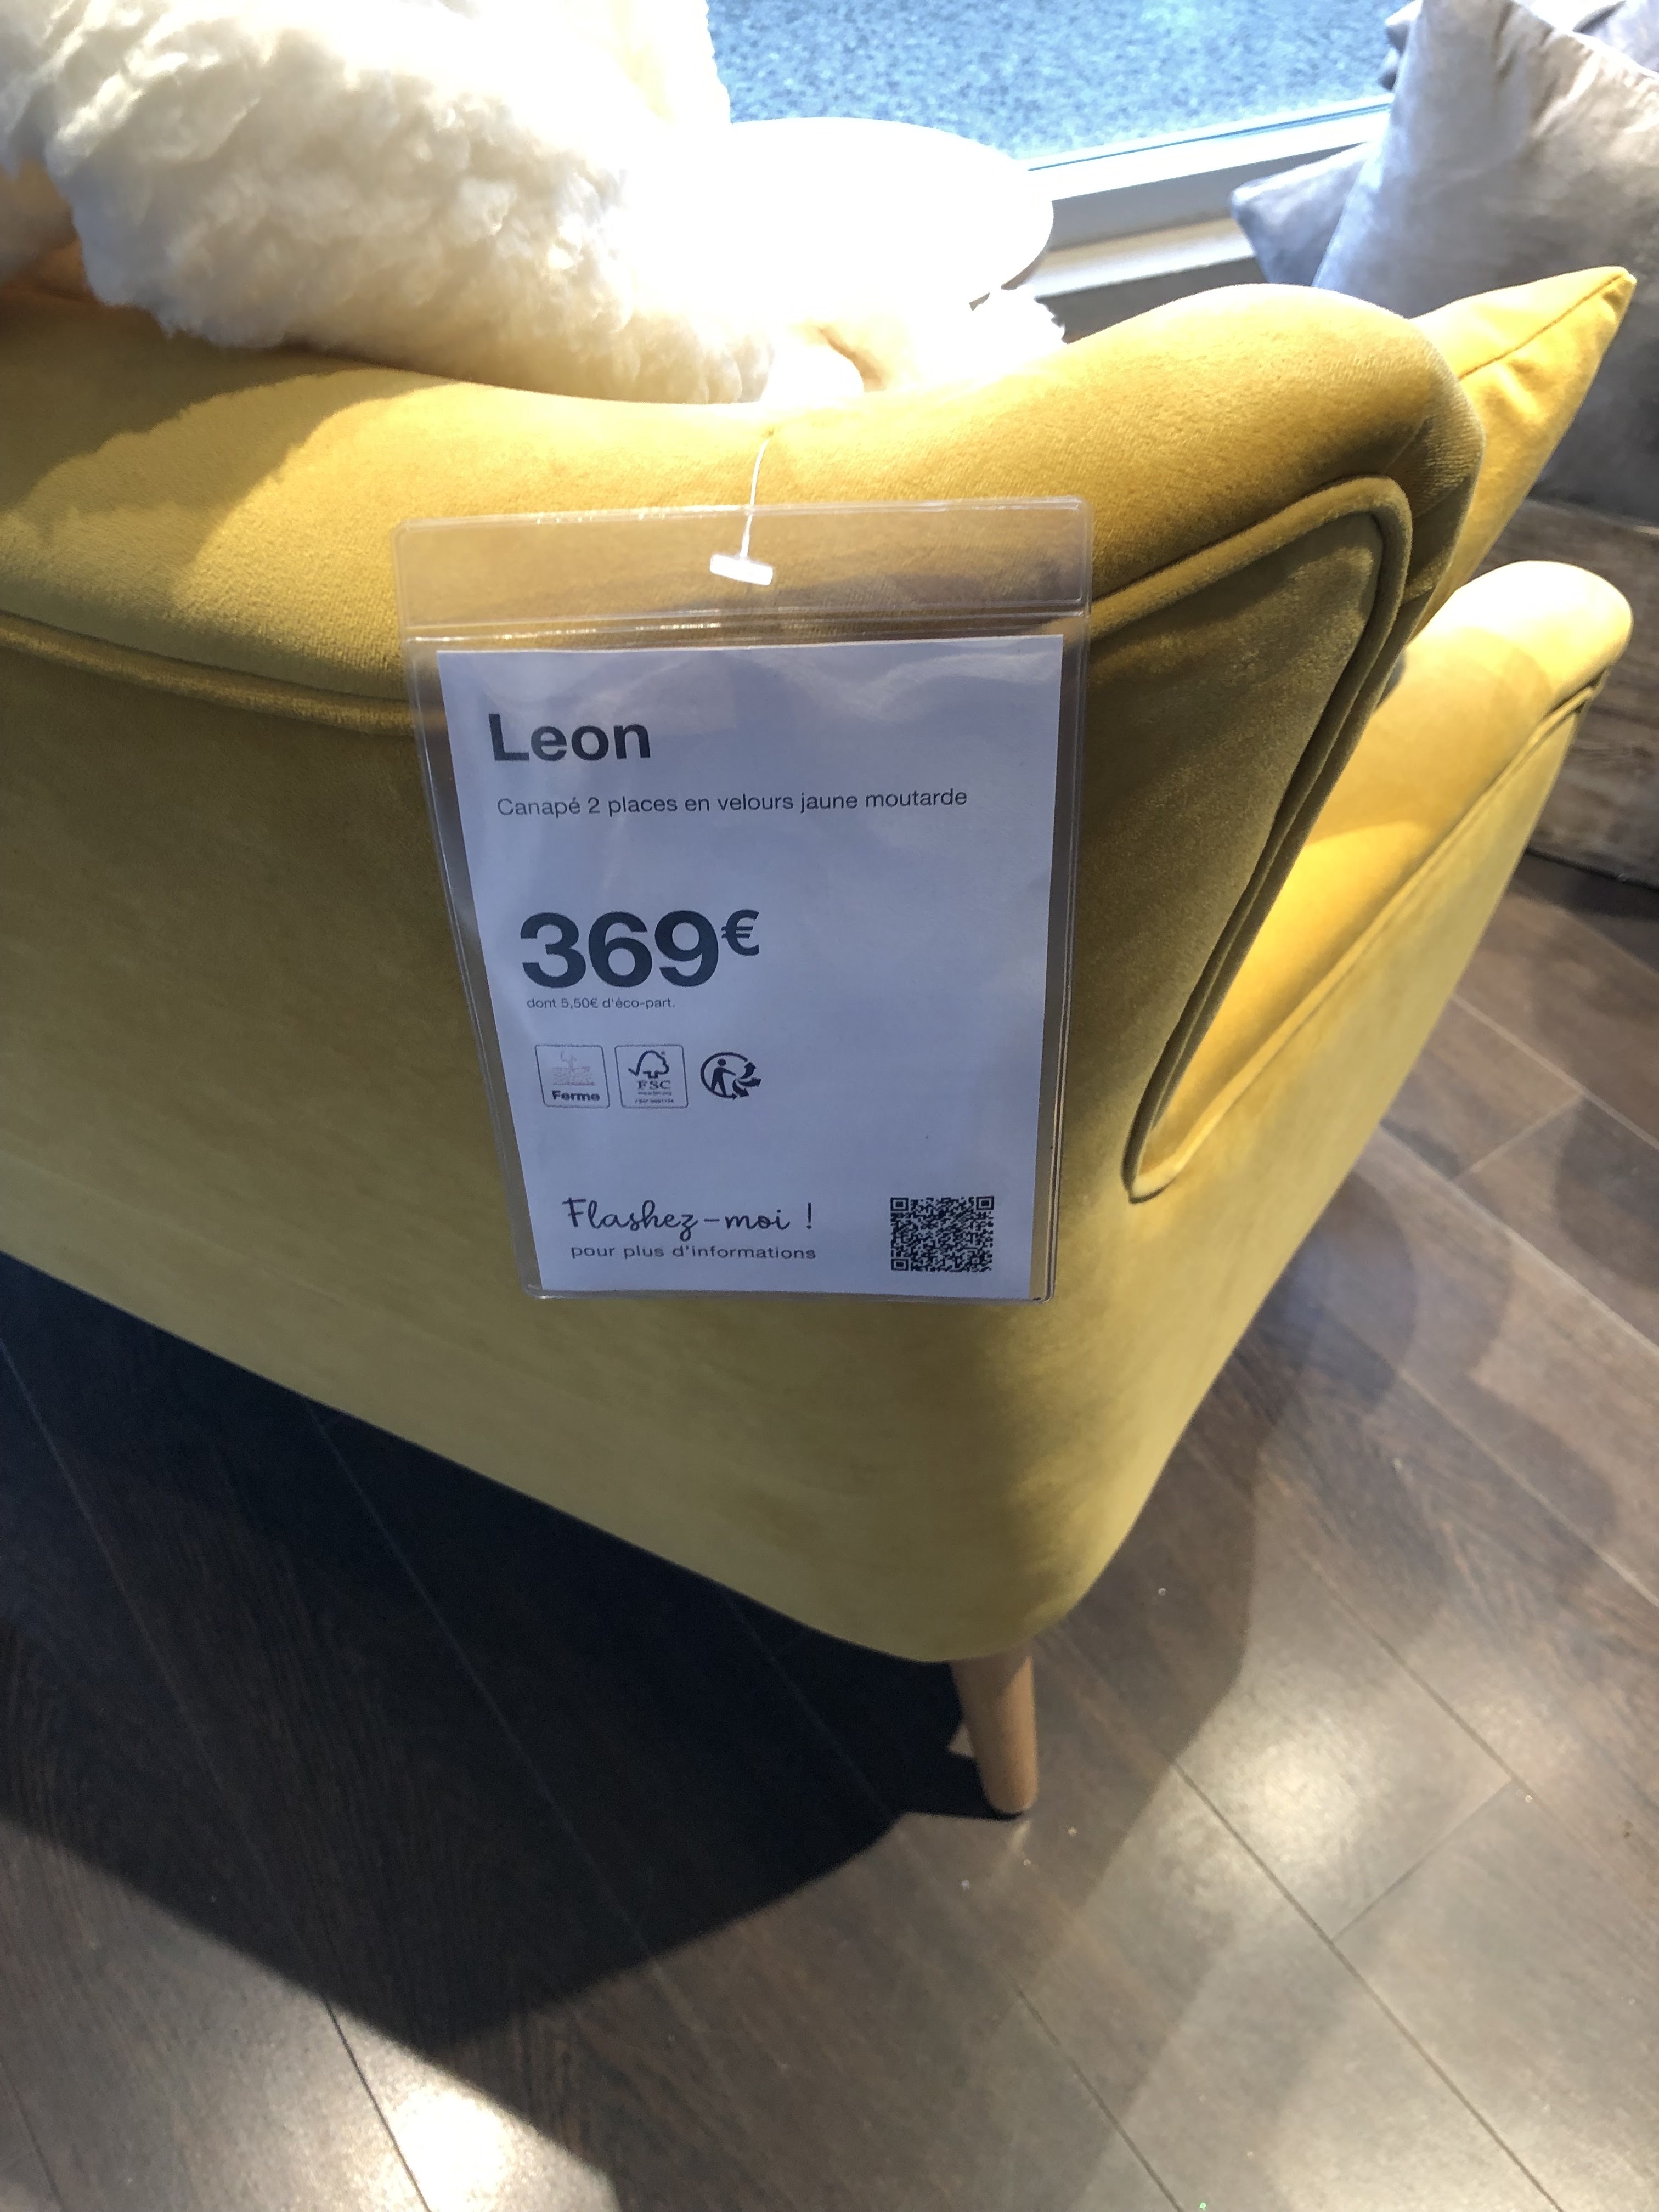 Leon
Canapé 2 places en velours jaune moutarde
369€
dont 5,50€ d'éco-part.
Ferme
FSC
Flashez-moi !
pour plus d'informations